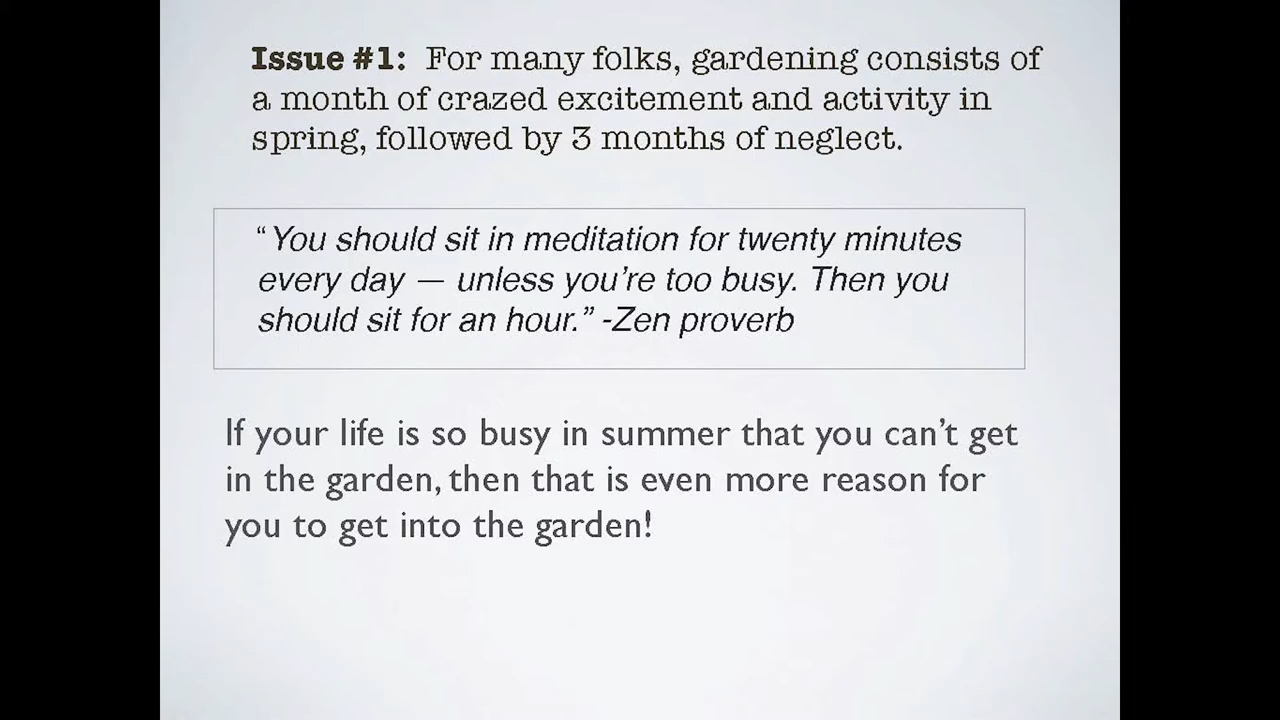 Issue #1: For many folks, gardening consists of
a month of crazed excitement and activity in
spring, followed by 3 months of neglect.
“You should sit in meditation for twenty minutes
every day — unless you’re too busy. Then you
should sit for an hour.” -Zen proverb
If your life is so busy in summer that you can’t get
in the garden, then that is even more reason for
you to get into the garden!